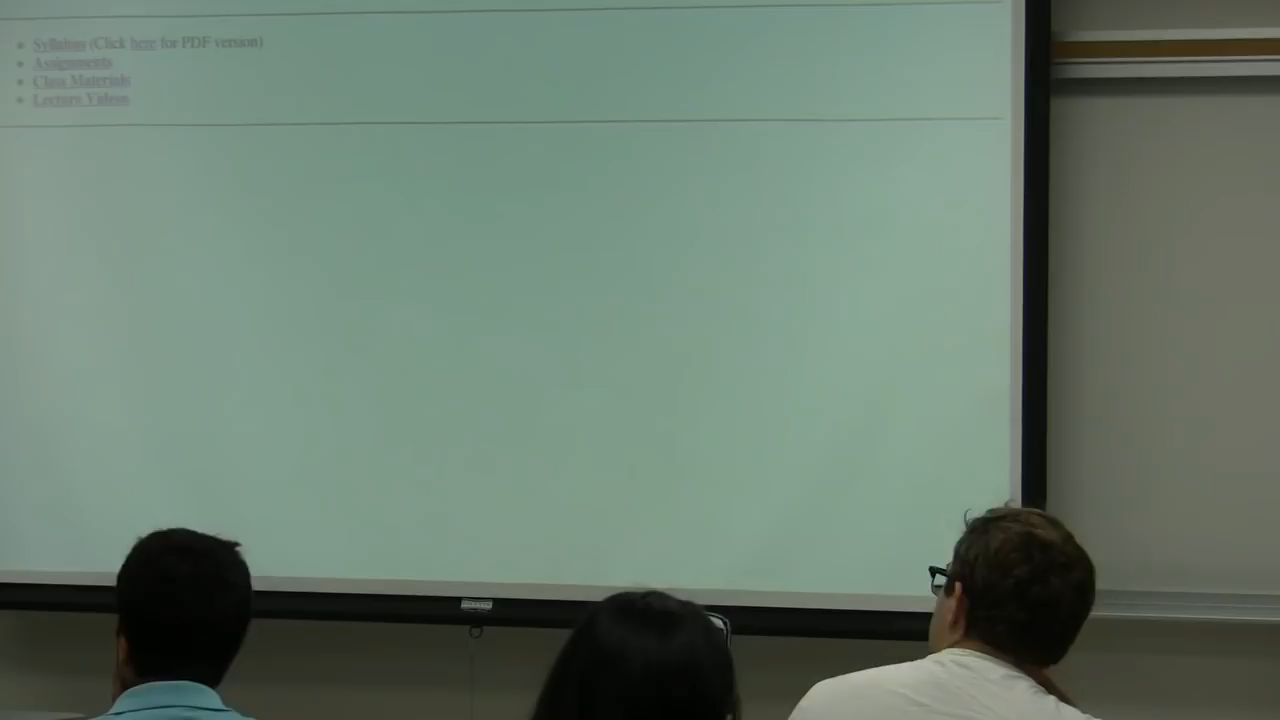 Syllabus (Click here for PDF version)
Assignments
Class Materials
Lecture Videos